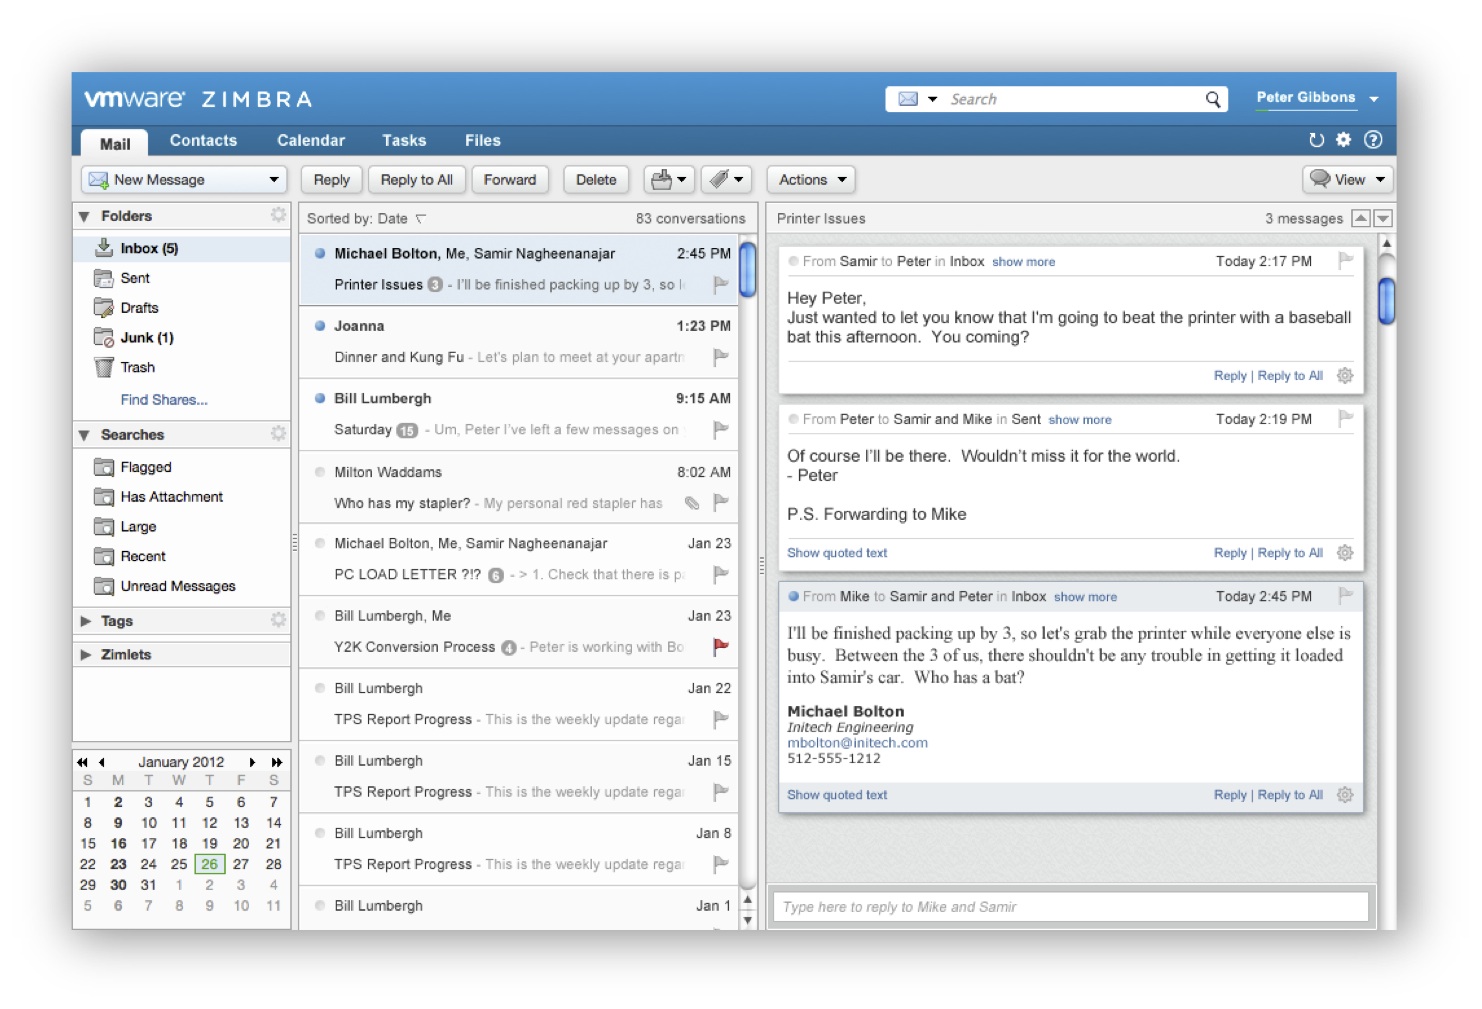 vmware® ZIMBRA
Search
Peter Gibbons
Mail Contacts Calendar Tasks Files
New Message
Reply Reply to All Forward Delete Actions View
Folders
Inbox (5)
Sent
Drafts
Junk (1)
Trash
Find Shares...
Searches
Flagged
Has Attachment
Large
Recent
Unread Messages
Tags
Zimlets
January 2012
S M T W T F S
1 2 3 4 5 6 7
8 9 10 11 12 13 14
15 16 17 18 19 20 21
22 23 24 25 26 27 28
29 30 31 1 2 3 4
5 6 7 8 9 10 11
Sorted by: Date 83 conversations
Michael Bolton, Me, Samir Nagheenanajar 2:45 PM
Printer Issues 3 - I'll be finished packing up by 3, so
Joanna 1:23 PM
Dinner and Kung Fu - Let's plan to meet at your apartn
Bill Lumbergh 9:15 AM
Saturday 15 - Um, Peter I've left a few messages on
Milton Waddams 8:02 AM
Who has my stapler? - My personal red stapler has
Michael Bolton, Me, Samir Nagheenanajar Jan 23
PC LOAD LETTER ?!? 6 - > 1. Check that there is
Bill Lumbergh, Me Jan 23
Y2K Conversion Process 4 - Peter is working with Bo
Bill Lumbergh Jan 22
TPS Report Progress - This is the weekly update rega
Bill Lumbergh Jan 15
TPS Report Progress - This is the weekly update rega
Bill Lumbergh Jan 8
TPS Report Progress - This is the weekly update rega
Bill Lumbergh Jan 1
Printer Issues 3 messages
From Samir to Peter in Inbox show more Today 2:17 PM
Hey Peter,
Just wanted to let you know that I'm going to beat the printer with a baseball
bat this afternoon. You coming?
Reply | Reply to All
From Peter to Samir and Mike in Sent show more Today 2:19 PM
Of course I'll be there. Wouldn't miss it for the world.
- Peter
P.S. Forwarding to Mike
Show quoted text Reply | Reply to All
From Mike to Samir and Peter in Inbox show more Today 2:45 PM
I'll be finished packing up by 3, so let's grab the printer while everyone else is
busy. Between the 3 of us, there shouldn't be any trouble in getting it loaded
into Samir's car. Who has a bat?
Michael Bolton
Initech Engineering
mbolton@initech.com
512-555-1212
Show quoted text Reply | Reply to All
Type here to reply to Mike and Samir